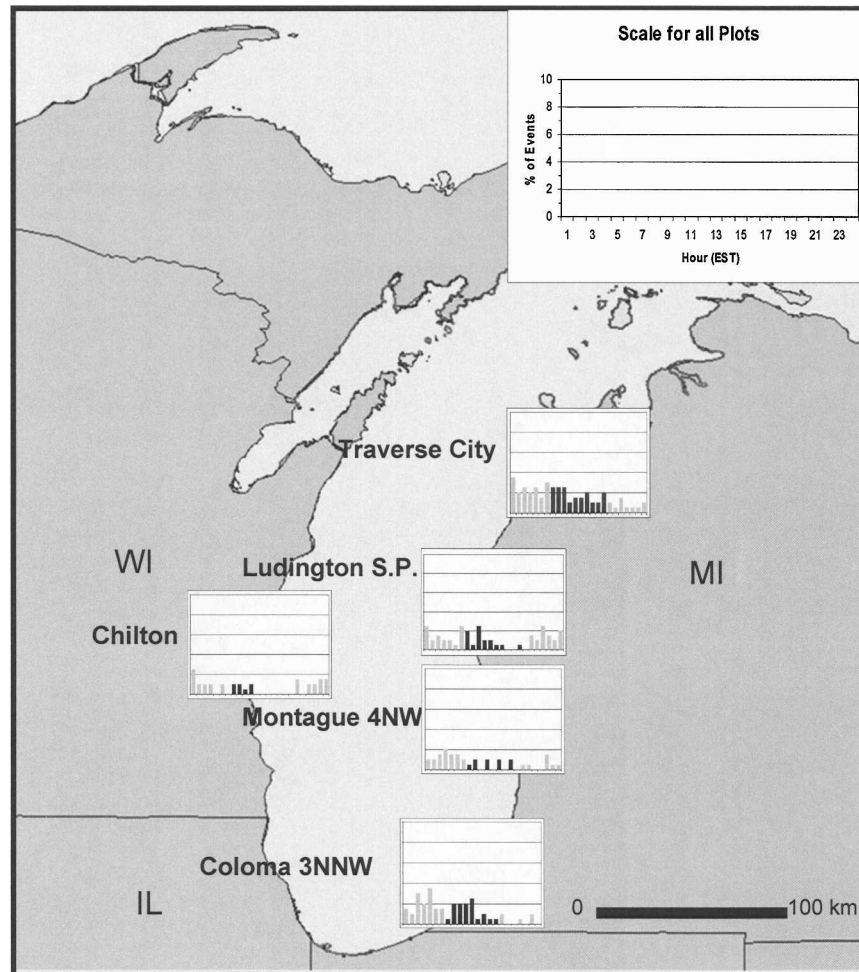 Scale for all Plots
10
8
6
4
2
0
% of Events
1 3 5 7 9 11 13 15 17 19 21 23
Hour (EST)
Traverse City
WI
Ludington S.P.
MI
Chilton
Montague 4NW
Coloma 3NNW
IL
0 100 km